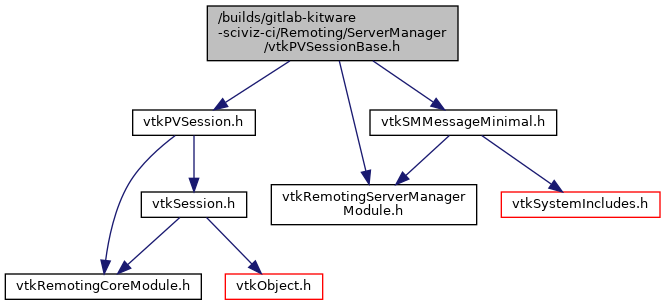 /builds/gitlab-kitware
-sciviz-ci/Remoting/ServerManager
/vtkPVSessionBase.h
vtkPVSession.h
vtkSMMessageMinimal.h
vtkSession.h
vtkRemotingServerManager
Module.h
vtkSystemIncludes.h
vtkRemotingCoreModule.h
vtkObject.h